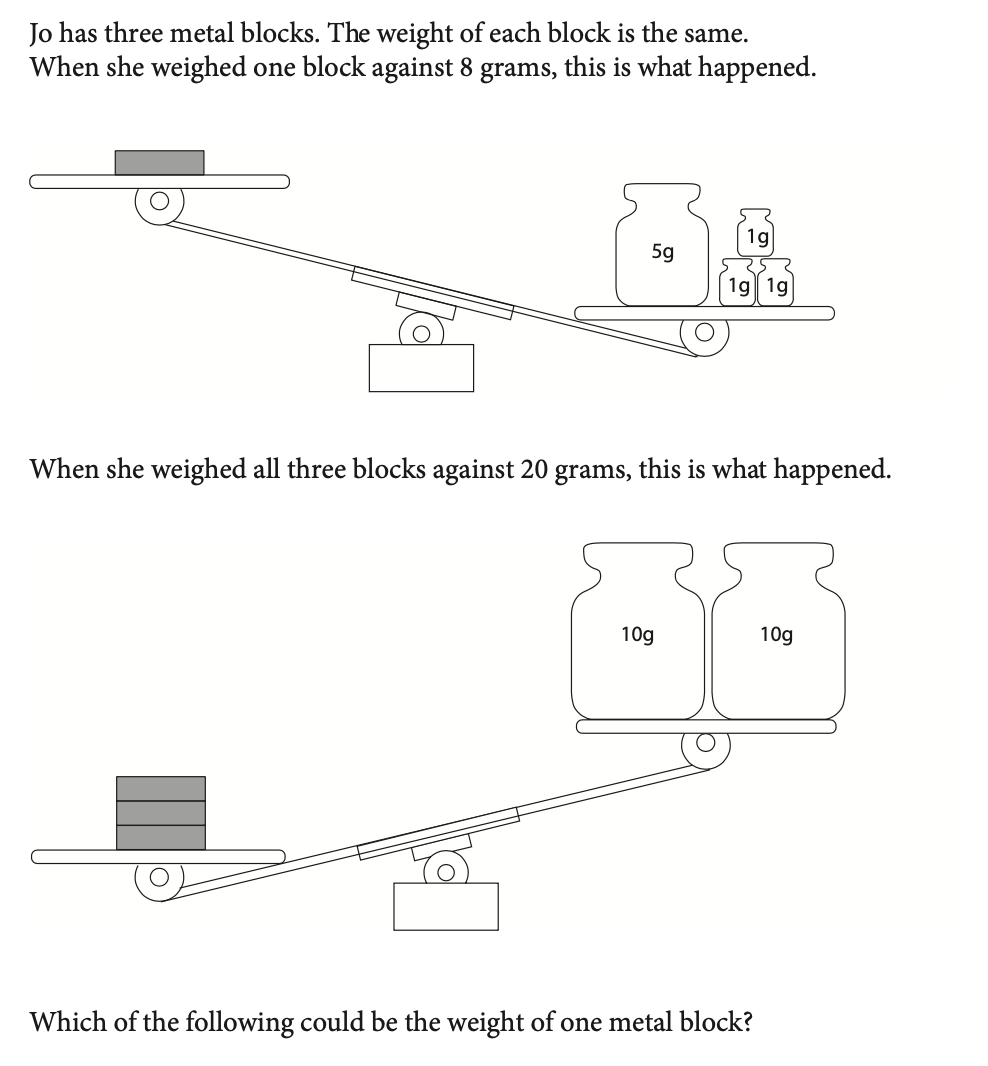 Jo has three metal blocks. The weight of each block is the same.
When she weighed one block against 8 grams, this is what happened.
5g
1g
1g 1g
When she weighed all three blocks against 20 grams, this is what happened.
10g 10g
Which of the following could be the weight of one metal block?